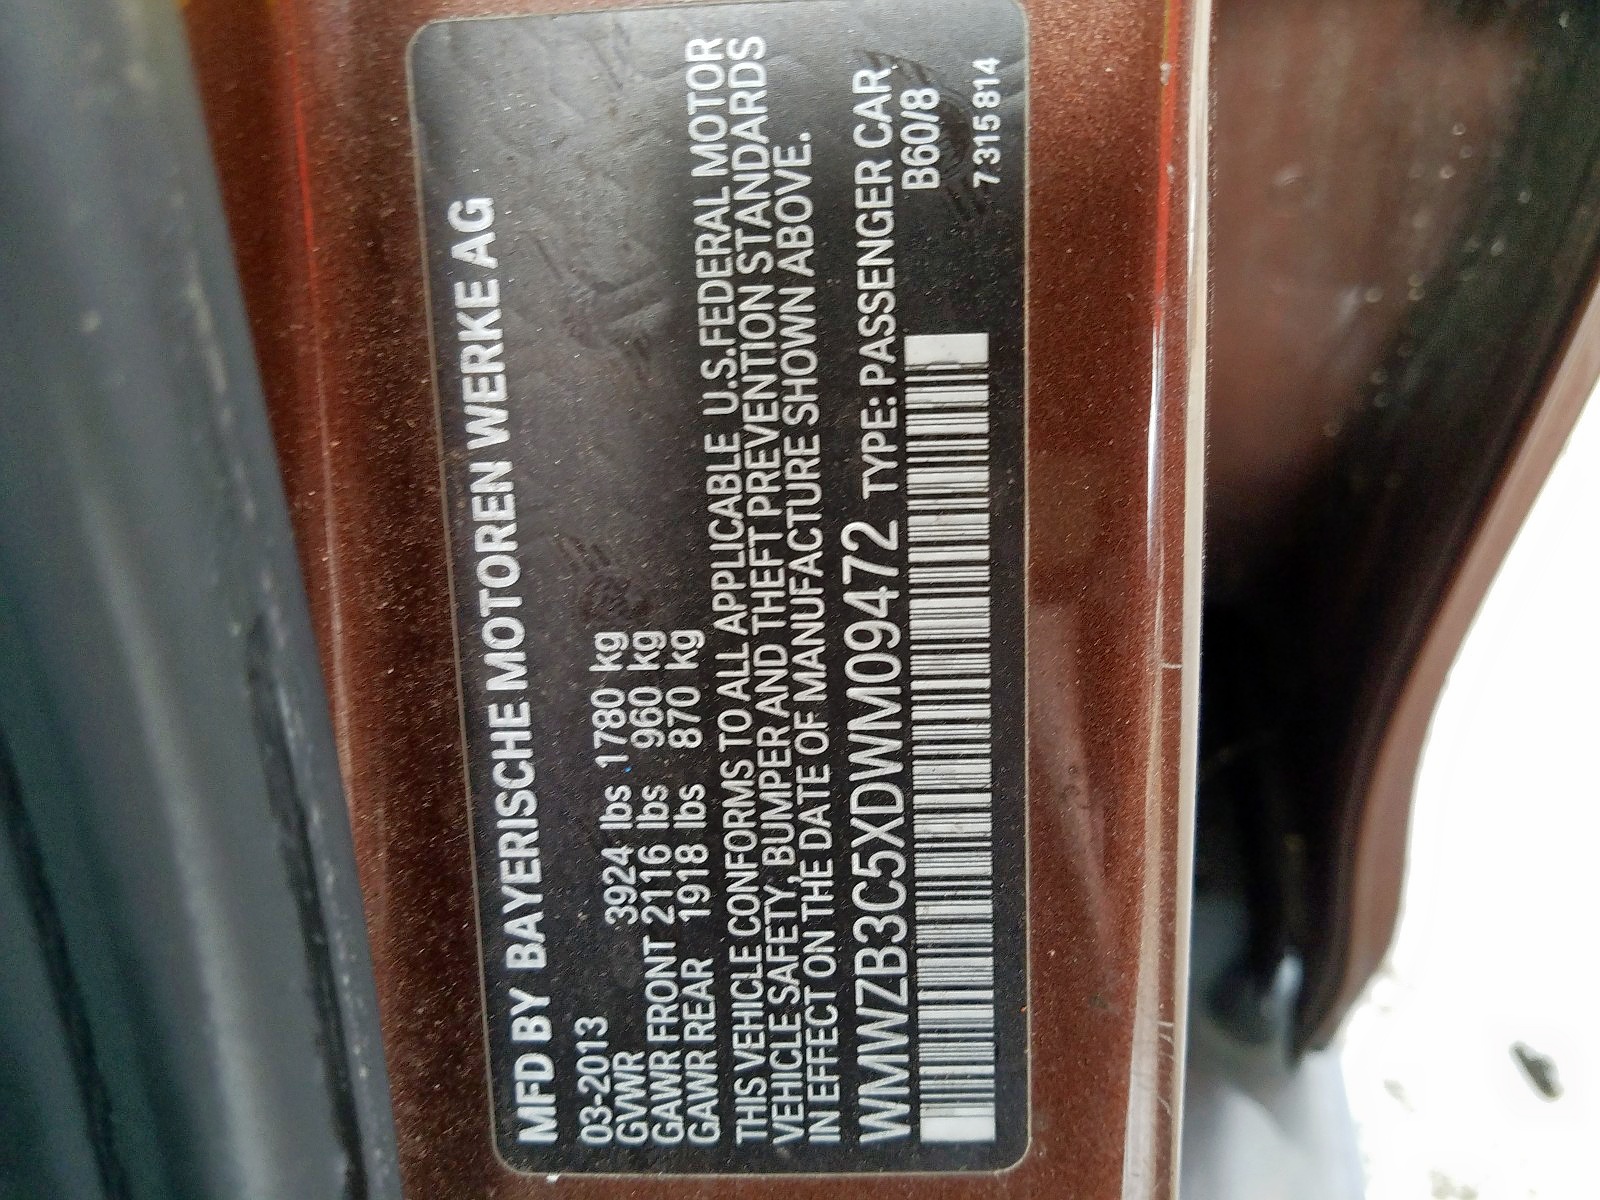 MFD BY BAYERISCHE MOTOREN WERKE AG
03-2013
GVWR 3924 lbs 1780 kg
GAWR FRONT 2116 lbs 960 kg
GAWR REAR 1918 lbs 870 kg
THIS VEHICLE CONFORMS TO ALL APPLICABLE U.S.FEDERAL MOTOR
VEHICLE SAFETY, BUMPER AND THEFT PREVENTION STANDARDS
IN EFFECT ON THE DATE OF MANUFACTURE SHOWN ABOVE.
WMWZB3C5XDWM09472 TYPE: PASSENGER CAR
B60/8
7 315 814